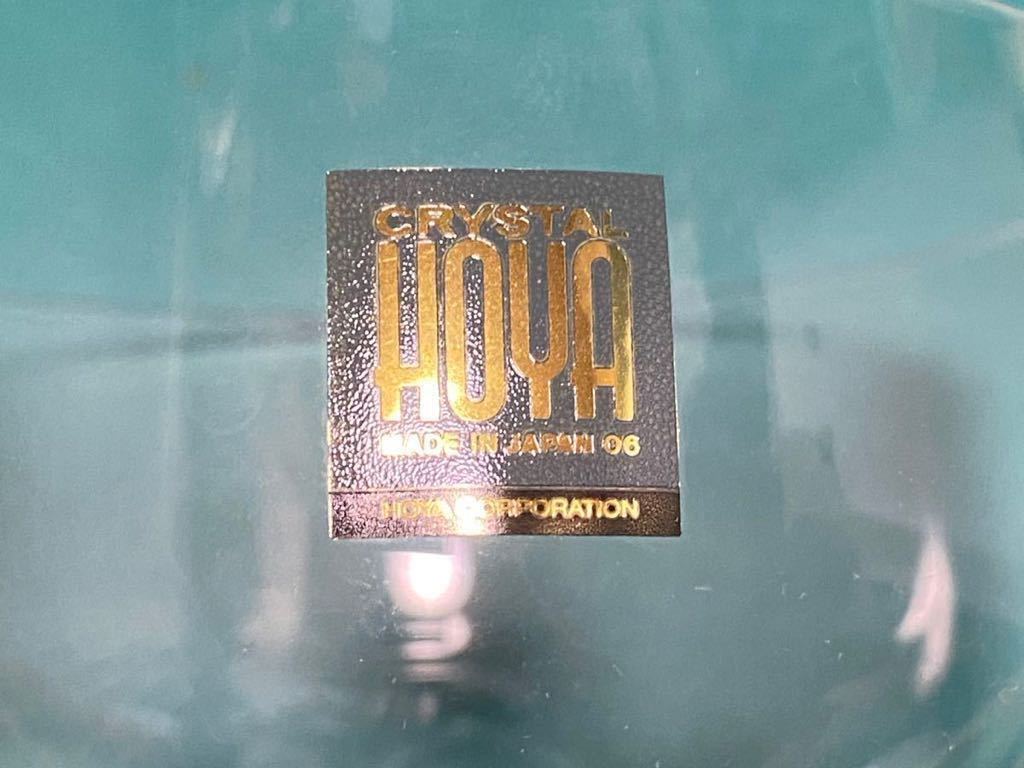 CRYSTAL
HOYA
MADE IN JAPAN 06
HOYA CORPORATION